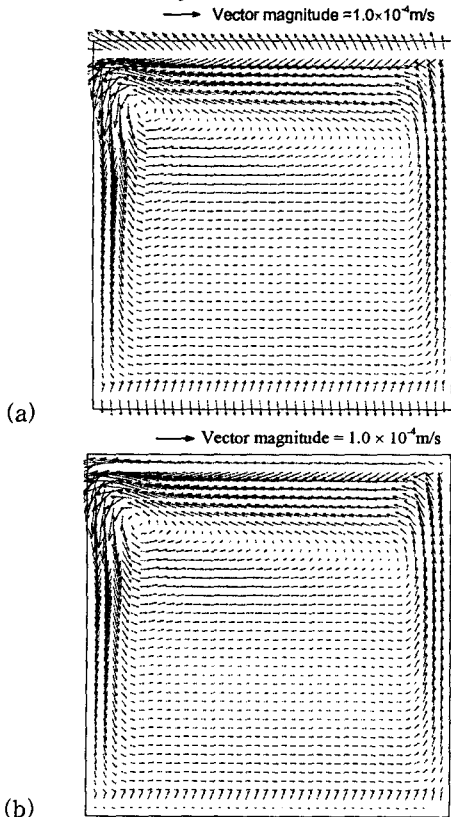 Vector magnitude =1.0×10⁻⁴m/s
(a)
Vector magnitude = 1.0 × 10⁻⁴m/s
(b)